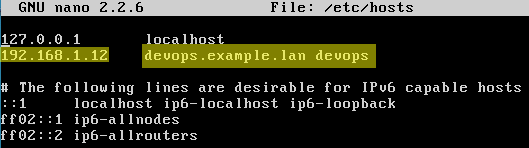 GNU nano 2.2.6 File: /etc/hosts
127.0.0.1 localhost
192.168.1.12 devops.example.lan devops
# The following lines are desirable for IPv6 capable hosts
::1 localhost ip6-localhost ip6-loopback
ff02::1 ip6-allnodes
ff02::2 ip6-allrouters